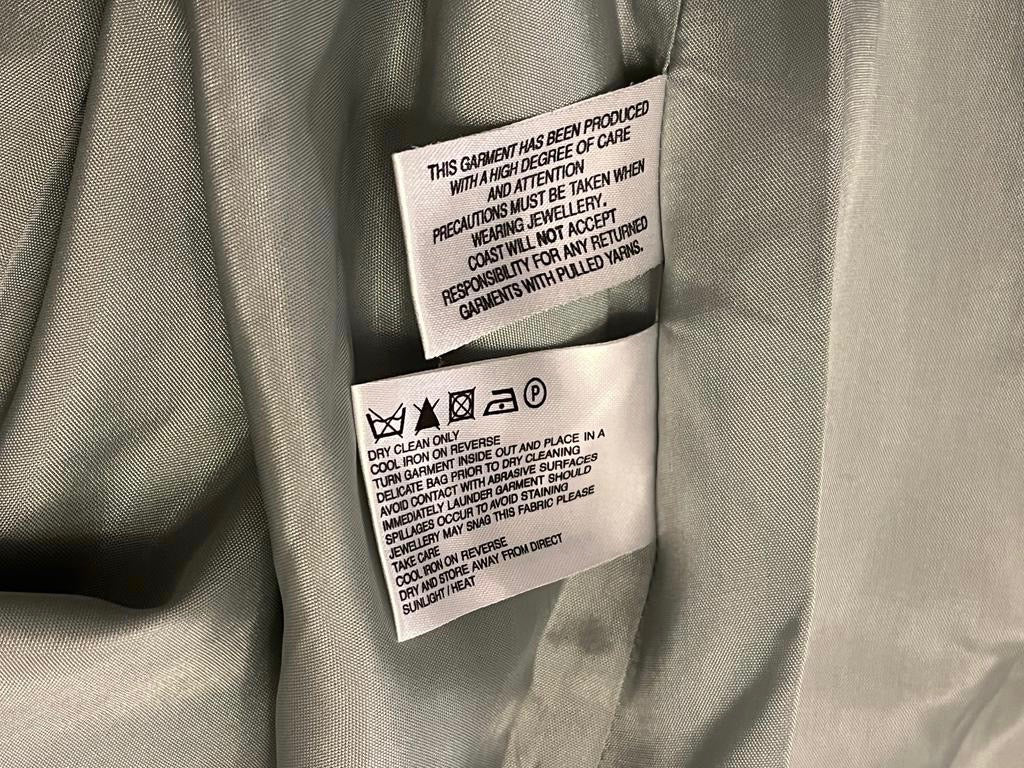 THIS GARMENT HAS BEEN PRODUCED
WITH A HIGH DEGREE OF CARE
AND ATTENTION
PRECAUTIONS MUST BE TAKEN WHEN
WEARING JEWELLERY.
COAST WILL NOT ACCEPT
RESPONSIBILITY FOR ANY RETURNED
GARMENTS WITH PULLED YARNS.
P
DRY CLEAN ONLY
COOL IRON ON REVERSE
TURN GARMENT INSIDE OUT AND PLACE IN A
DELICATE BAG PRIOR TO DRY CLEANING
AVOID CONTACT WITH ABRASIVE SURFACES
IMMEDIATELY LAUNDER GARMENT SHOULD
SPILLAGES OCCUR TO AVOID STAINING
JEWELLERY MAY SNAG THIS FABRIC PLEASE
TAKE CARE
COOL IRON ON REVERSE
DRY AND STORE AWAY FROM DIRECT
SUNLIGHT / HEAT